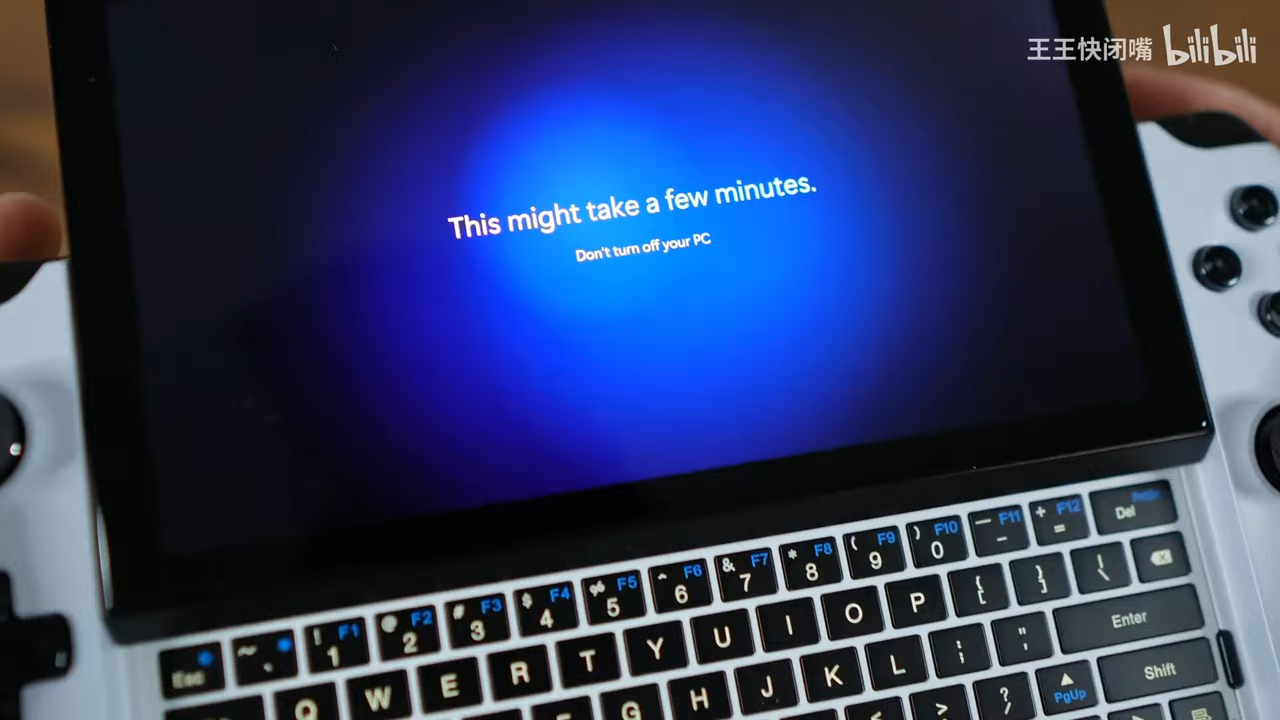 王王快闭嘴 bilibili
This might take a few minutes.
Don't turn off your PC
Esc ~ ` ! F1 1 @ F2 2 # F3 3 $ F4 4 % F5 5 ^ F6 6 & F7 7 * F8 8 ( F9 9 ) F10 0 — F11 - + F12 = Del
Q W E R T Y U I O P { [ } ] | \
G H J K L : ; " ' Enter
< > ? PgUp Shift